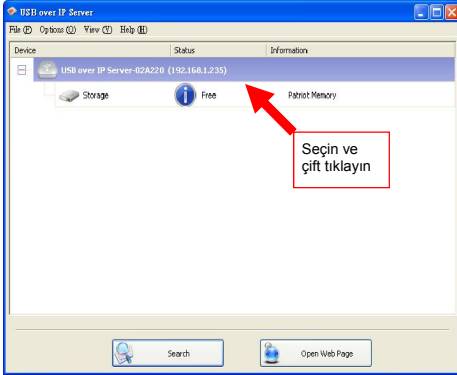 USB over IP Server
File (F) Options (O) View (V) Help (H)
Device Status Information
USB over IP Server-02A220 (192.168.1.235)
Storage Free Patriot Memory
Seçin ve
çift tıklayın
Search Open Web Page